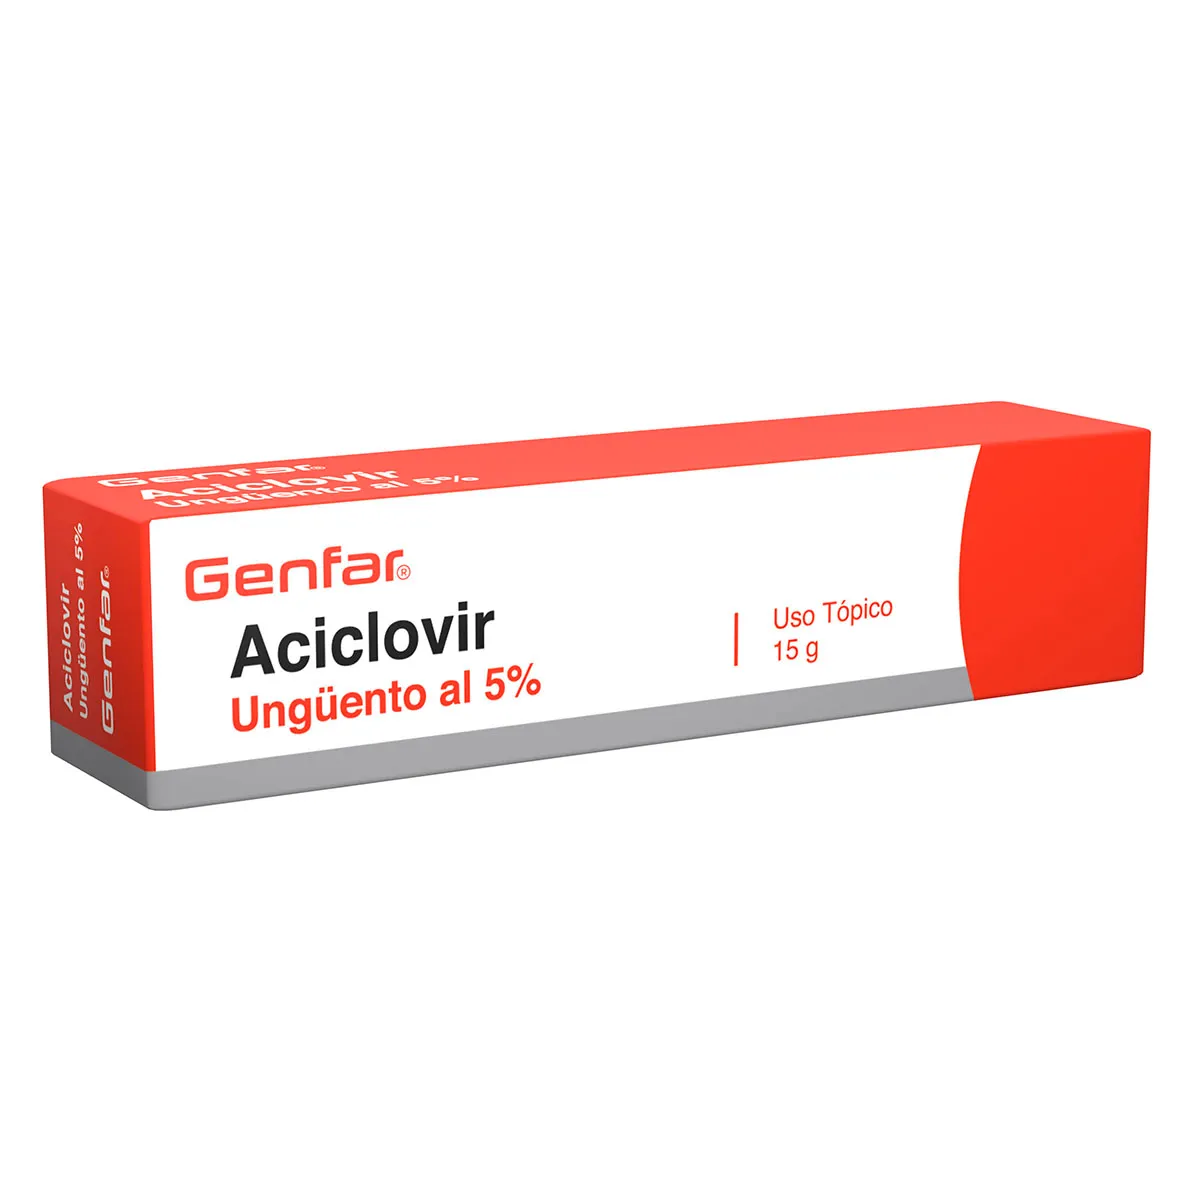 Genfar®
Aciclovir
Ungüento al 5%
Genfar®
Aciclovir
Ungüento al 5%
Uso Tópico
15 g
Aciclovir
Ungüento al 5%
Genfar®